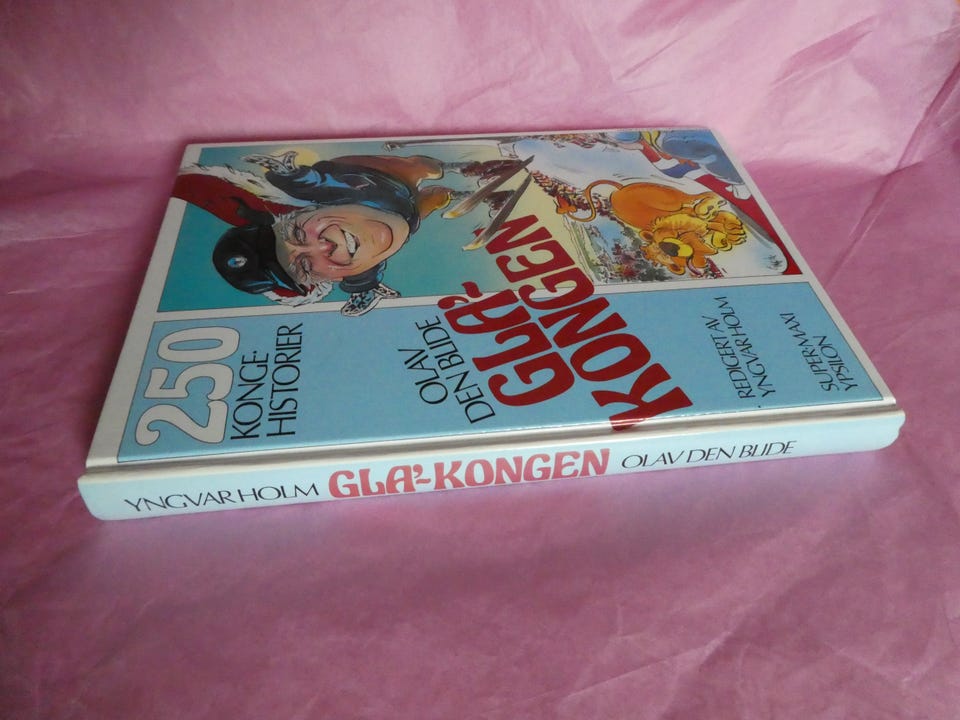 250
KONGE-
HISTORIER
OLAV
DEN BLIDE
GLA'-
KONGEN
REDIGERT AV
YNGVAR HOLM
SUPERMAXI
YPSILON
YNGVAR HOLM GLA'-KONGEN OLAV DEN BLIDE